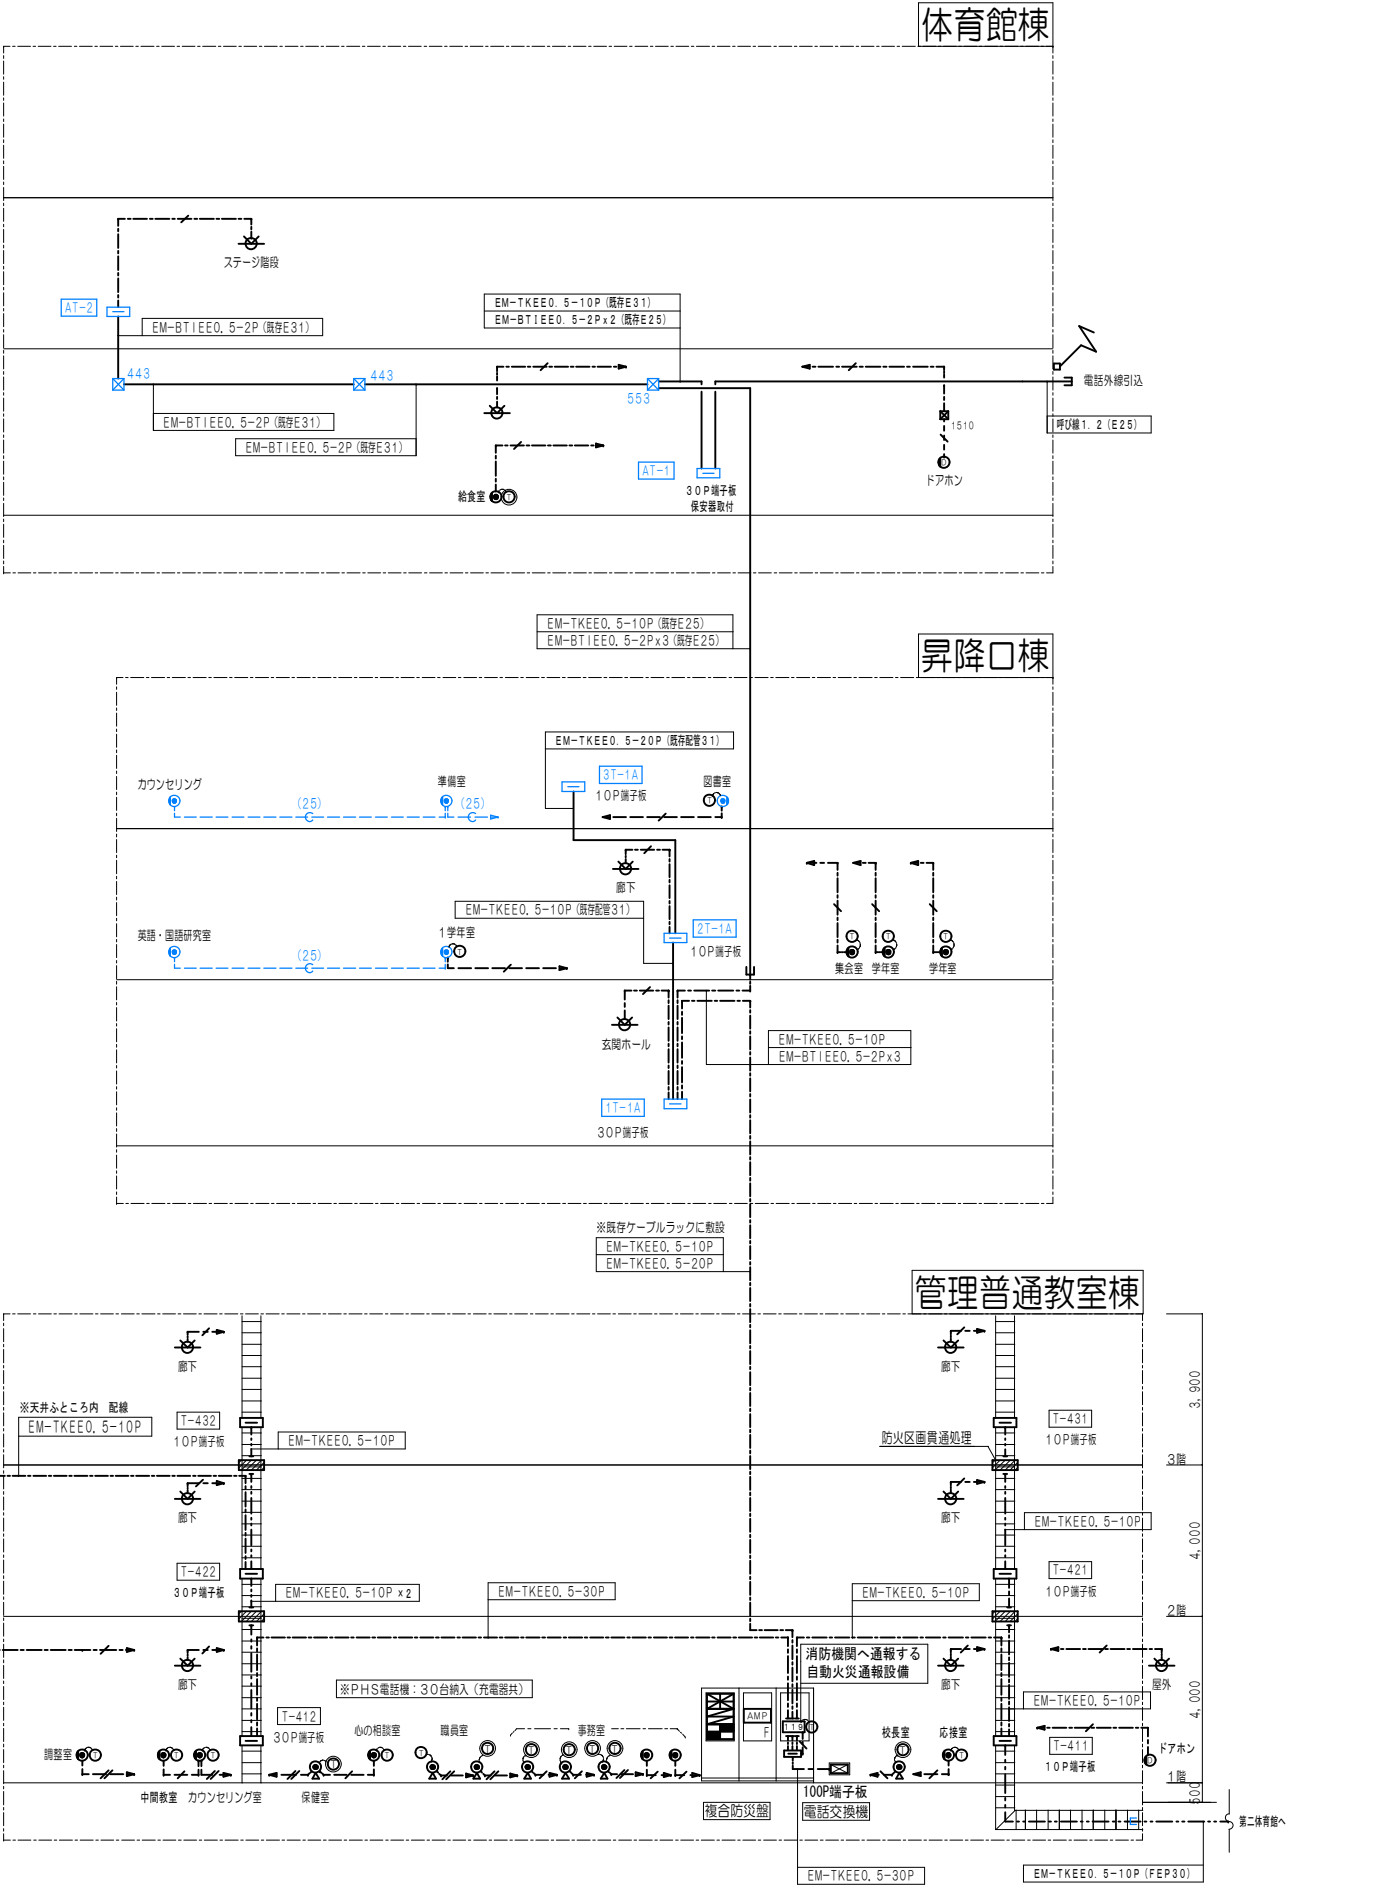 体育館棟
ステージ階段
AT-2
EM-BTIEE0.5-2P(既存E31)
EM-TKEE0.5-10P(既存E31)
EM-BTIEE0.5-2Px2(既存E25)
443
443
553
電話外線引込
EM-BTIEE0.5-2P(既存E31)
EM-BTIEE0.5-2P(既存E31)
1510
呼び線1.2(E25)
AT-1
30P端子板
保安器取付
給食室
T
D
ドアホン
EM-TKEE0.5-10P(既存E25)
EM-BTIEE0.5-2Px3(既存E25)
昇降口棟
EM-TKEE0.5-20P(既存配管31)
カウンセリング
準備室
3T-1A
10P端子板
図書室
T
(25)
(25)
廊下
EM-TKEE0.5-10P(既存配管31)
英語・国語研究室
1学年室
T
(25)
2T-1A
10P端子板
T
T
T
集会室
学年室
学年室
玄関ホール
EM-TKEE0.5-10P
EM-BTIEE0.5-2Px3
1T-1A
30P端子板
※既存ケーブルラックに敷設
EM-TKEE0.5-10P
EM-TKEE0.5-20P
管理普通教室棟
廊下
廊下
3,900
※天井ふところ内 配線
EM-TKEE0.5-10P
T-432
10P端子板
EM-TKEE0.5-10P
防火区画貫通処理
T-431
10P端子板
3階
廊下
廊下
EM-TKEE0.5-10P
4,000
T-422
30P端子板
EM-TKEE0.5-10P x2
EM-TKEE0.5-30P
EM-TKEE0.5-10P
T-421
10P端子板
2階
廊下
消防機関へ通報する
自動火災通報設備
廊下
屋外
※PHS電話機:30台納入(充電器共)
EM-TKEE0.5-10P
4,000
T-412
30P端子板
心の相談室
職員室
事務室
AMP
F
119
T
校長室
応接室
T-411
10P端子板
D
ドアホン
調整室
T
T
T
T
T
T
T
T
T
T
T
T
T
中間教室
カウンセリング室
保健室
1階
500
100P端子板
複合防災盤
電話交換機
第二体育館へ
EM-TKEE0.5-30P
EM-TKEE0.5-10P(FEP30)